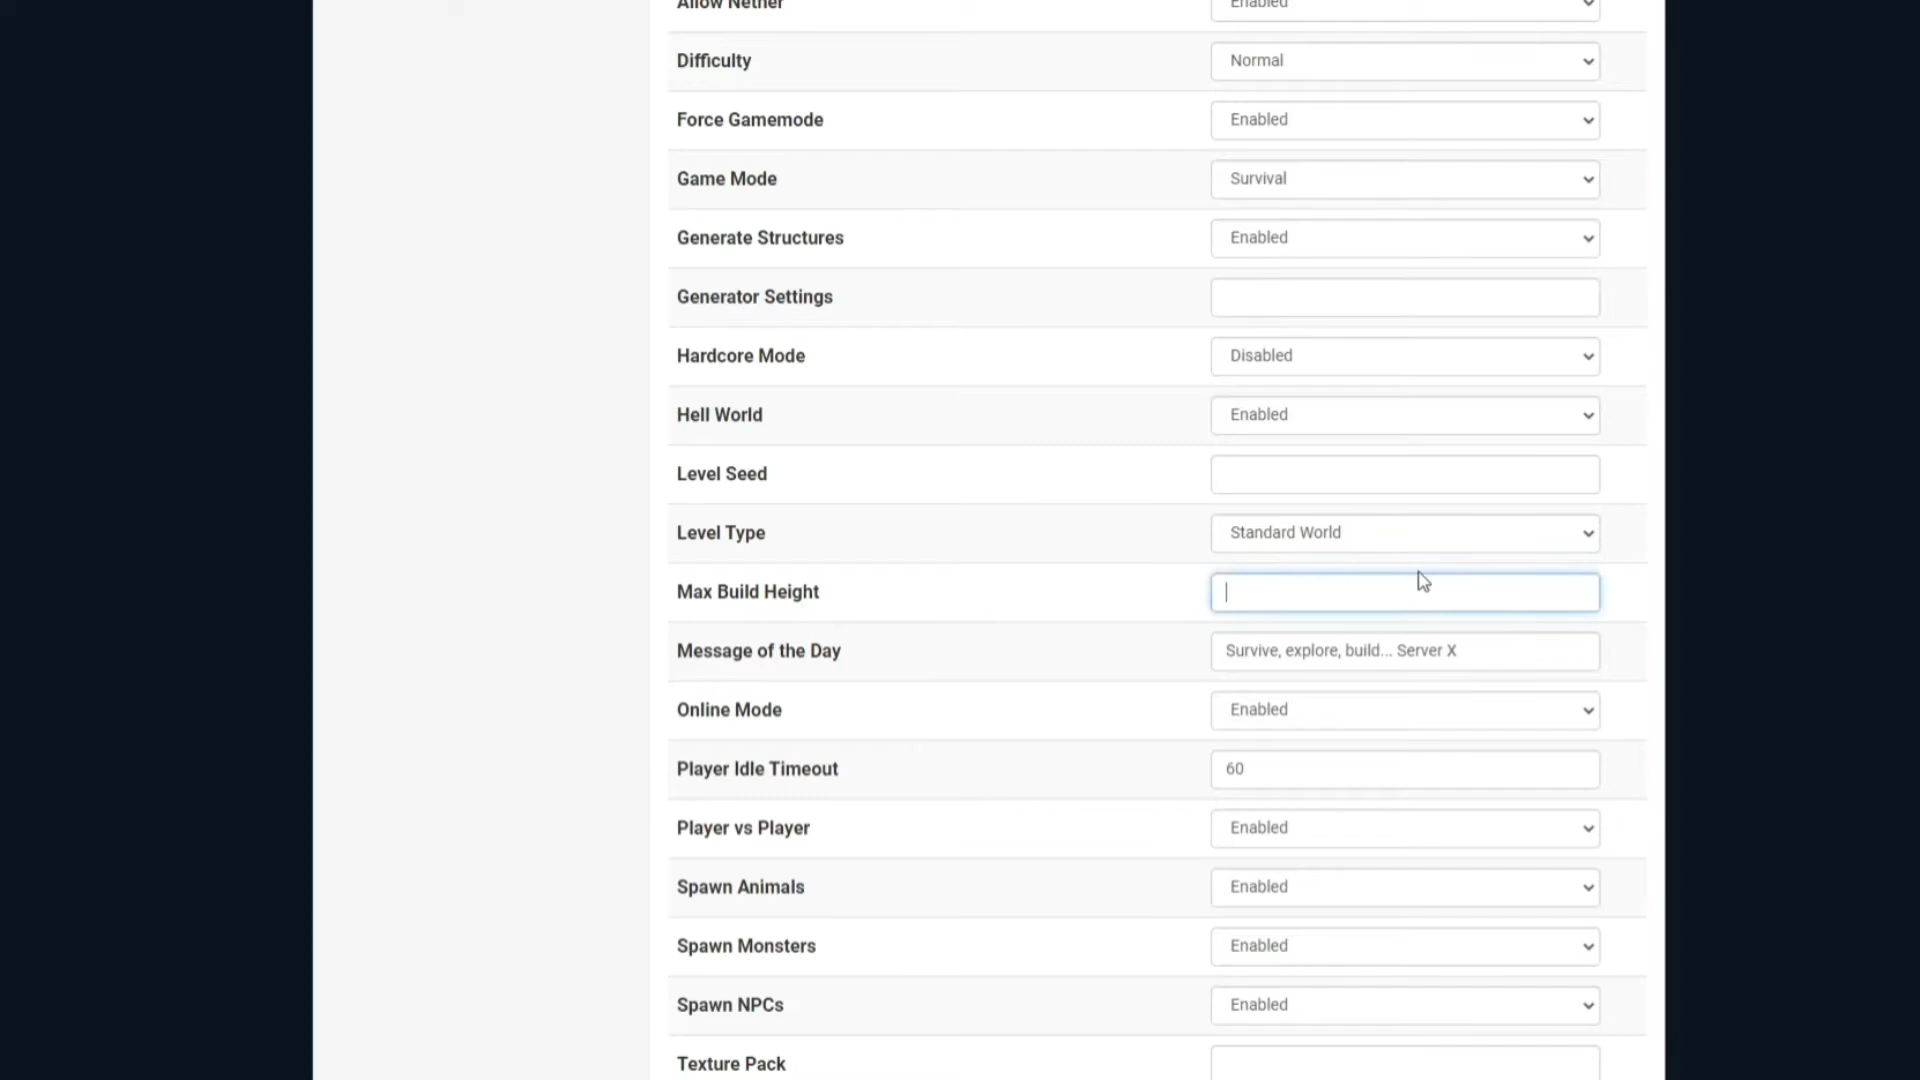 Allow Nether Enabled
Difficulty Normal
Force Gamemode Enabled
Game Mode Survival
Generate Structures Enabled
Generator Settings
Hardcore Mode Disabled
Hell World Enabled
Level Seed
Level Type Standard World
Max Build Height
Message of the Day Survive, explore, build... Server X
Online Mode Enabled
Player Idle Timeout 60
Player vs Player Enabled
Spawn Animals Enabled
Spawn Monsters Enabled
Spawn NPCs Enabled
Texture Pack